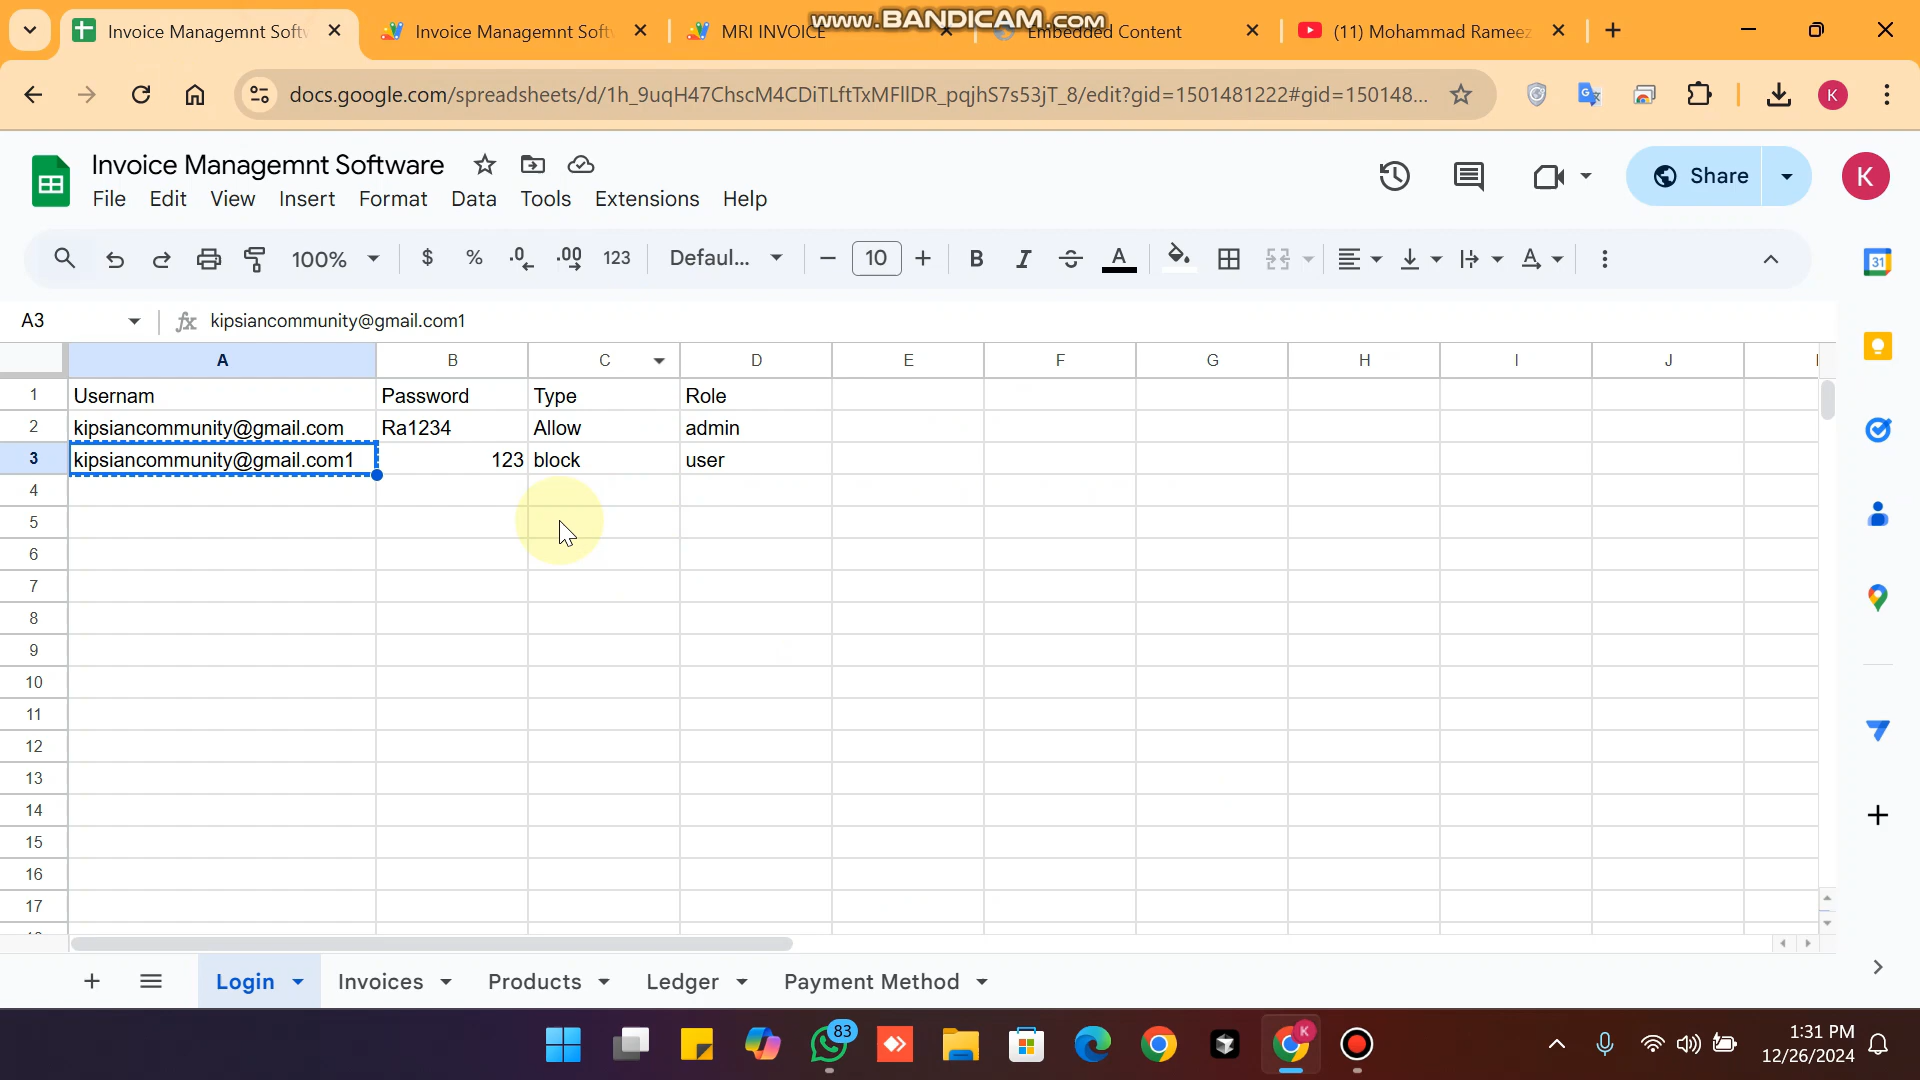 Invoice Managemnt Softw
Invoice Managemnt Soft
MRI INVOICE
Embedded Content
(11) Mohammad Rameez
www.BANDICAM.com
docs.google.com/spreadsheets/d/1h_9uqH47ChscM4CDiTLftTxMFllDR_pqjhS7s53jT_8/edit?gid=1501481222#gid=150148...
K
Invoice Managemnt Software
File Edit View Insert Format Data Tools Extensions Help
Share
K
100% $ % .0 .00 123 Defaul... 10 B I A
31
A3 fx kipsiancommunity@gmail.com1
A B C D E F G H I J
1 Usernam Password Type Role
2 kipsiancommunity@gmail.com Ra1234 Allow admin
3 kipsiancommunity@gmail.com1 123 block user
4
5
6
7
8
9
10
11
12
13
14
15
16
17
Login Invoices Products Ledger Payment Method
83
K
1:31 PM
12/26/2024